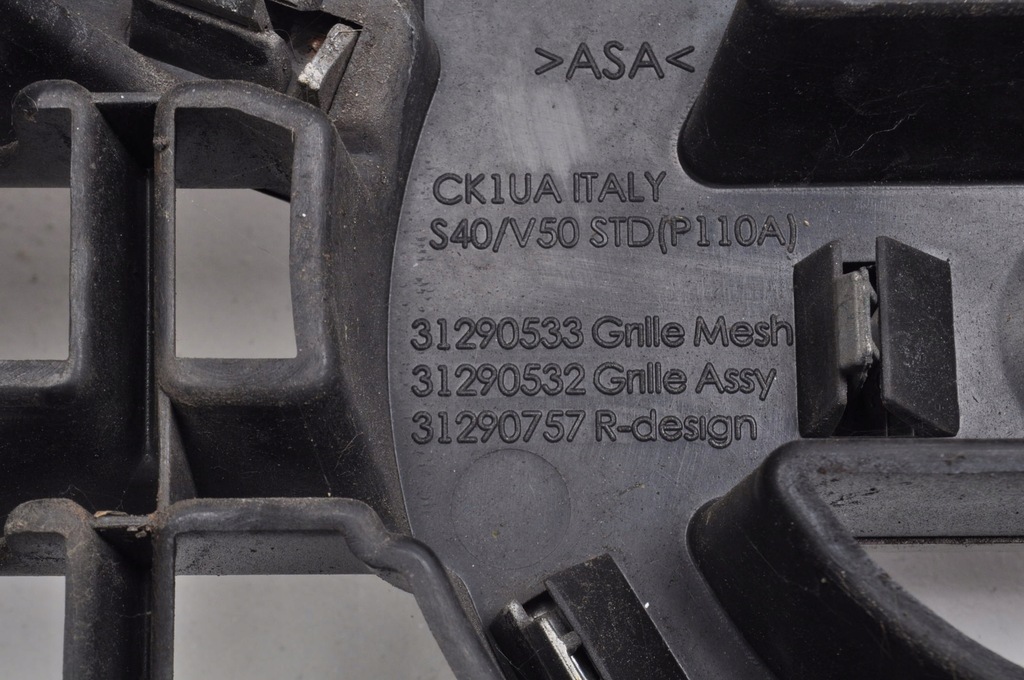 >ASA<
CK1UA ITALY
S40/V50 STD(P110A)
31290533 Grille Mesh
31290532 Grille Assy
31290757 R-design